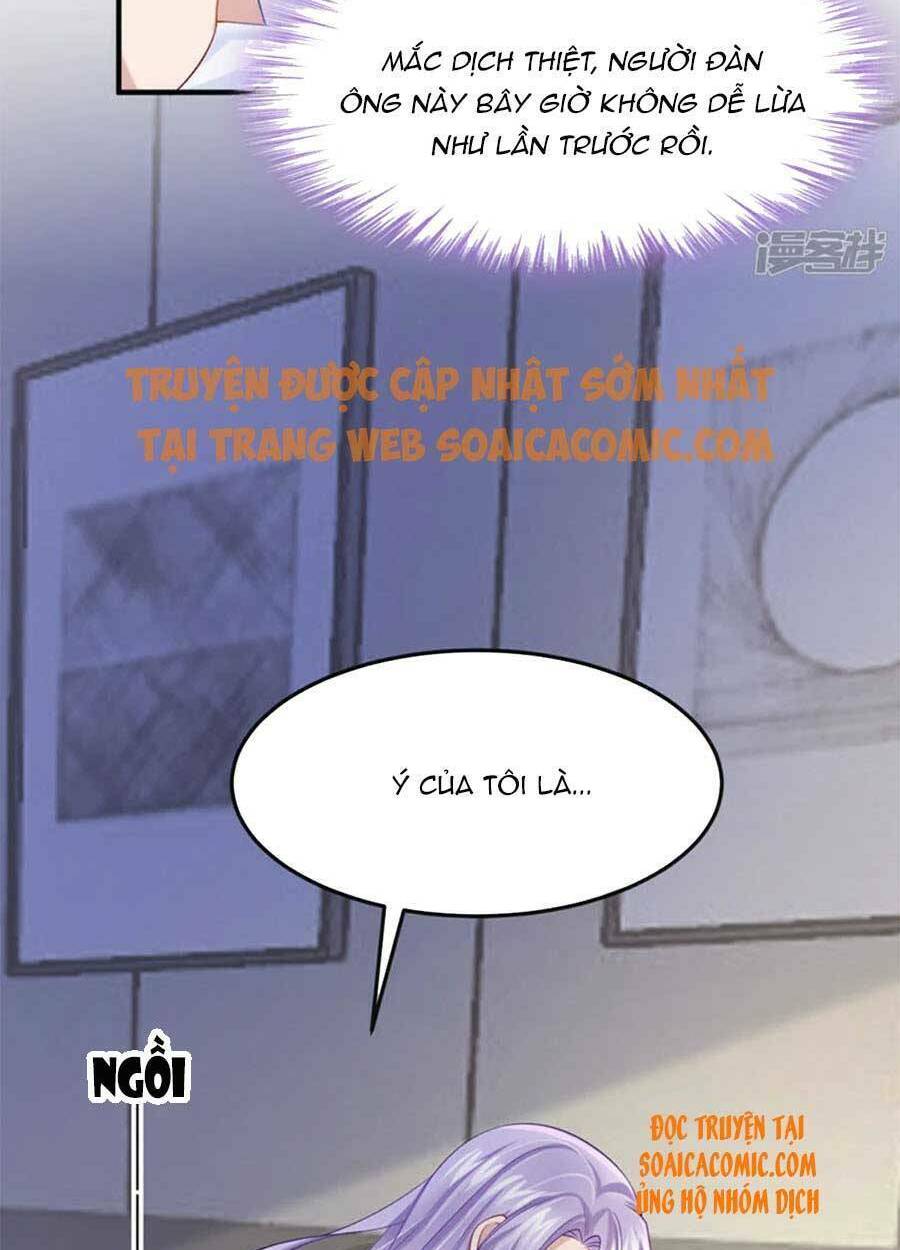 MẮC DỊCH THIỆT, NGƯỜI ĐÀN
ÔNG NÀY BÂY GIỜ KHÔNG DỄ LỪA
NHƯ LẦN TRƯỚC RỒI.
漫客栈
TRUYỆN ĐƯỢC CẬP NHẬT SỚM NHẤT
TẠI TRANG WEB SOAICACOMIC.COM
Ý CỦA TÔI LÀ...
NGỒI
ĐỌC TRUYỆN TẠI
SOAICACOMIC.COM
ỦNG HỘ NHÓM DỊCH